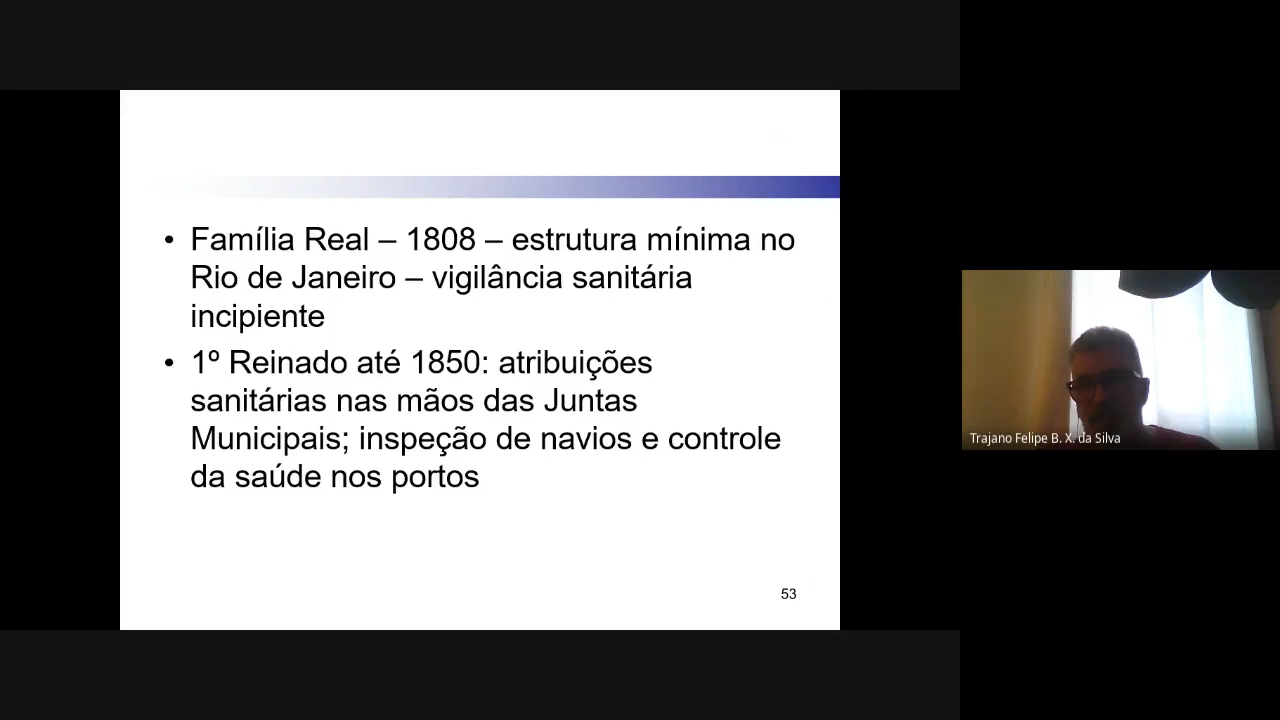 • Família Real – 1808 – estrutura mínima no
Rio de Janeiro – vigilância sanitária
incipiente
• 1º Reinado até 1850: atribuições
sanitárias nas mãos das Juntas
Municipais; inspeção de navios e controle
da saúde nos portos
53
Trajano Felipe B. X. da Silva